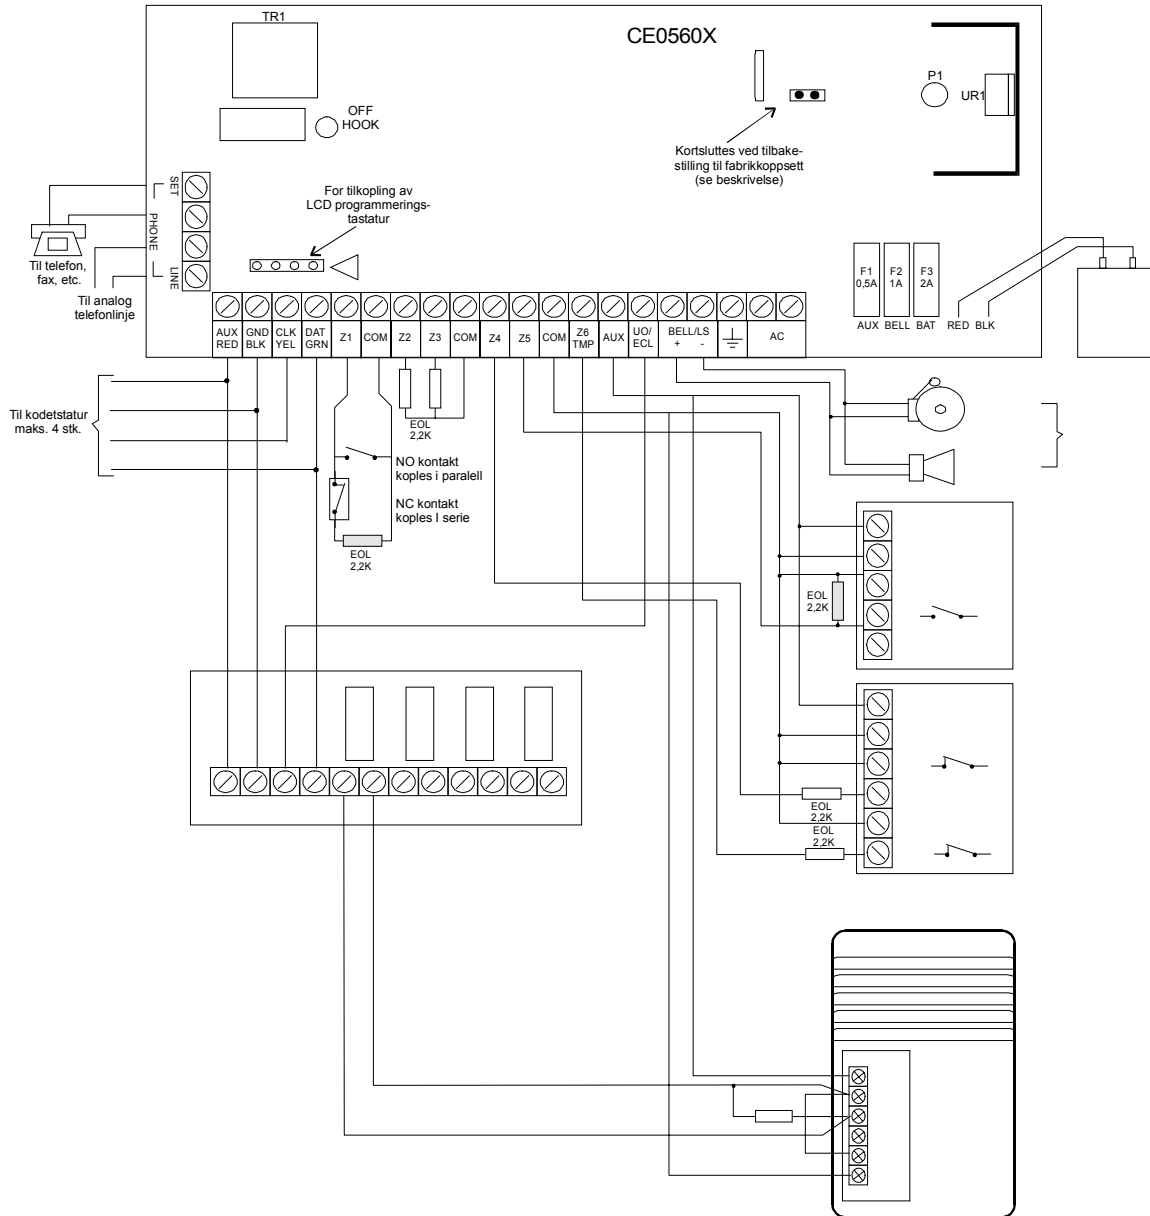 TR1
CE0560X
P1
UR1
OFF
HOOK
Kortsluttes ved tilbake-
stilling til fabrikkoppsett
(se beskrivelse)
For tilkopling av
LCD programmerings-
tastatur
SET
PHONE
LINE
Til telefon,
fax, etc.
Til analog
telefonlinje
F1
0,5A
F2
1A
F3
2A
AUX BELL BAT RED BLK
AUX
RED
GND
BLK
CLK
YEL
DAT
GRN
Z1
COM
Z2
Z3
COM
Z4
Z5
COM
Z6
TMP
AUX
UO/
ECL
BELL/LS
+ -
AC
Til kodetstatur
maks. 4 stk.
EOL
2,2K
NO kontakt
koples i paralell
NC kontakt
koples I serie
EOL
2,2K
EOL
2,2K
EOL
2,2K
EOL
2,2K